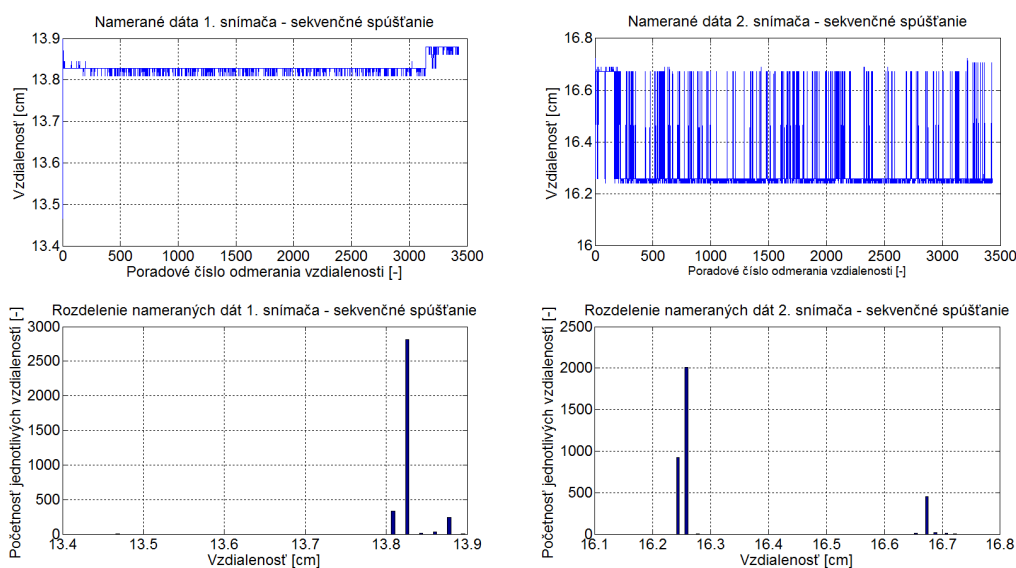 Namerané dáta 1. snímača - sekvenčné spúšťanie
13.9
13.8
13.7
13.6
13.5
13.4
Vzdialenosť [cm]
0 500 1000 1500 2000 2500 3000 3500
Poradové číslo odmerania vzdialenosti [-]
Namerané dáta 2. snímača - sekvenčné spúšťanie
16.8
16.6
16.4
16.2
16
Vzdialenosť [cm]
0 500 1000 1500 2000 2500 3000 3500
Poradové číslo odmerania vzdialenosti [-]
Rozdelenie nameraných dát 1. snímača - sekvenčné spúšťanie
3000
2500
2000
1500
1000
500
0
Početnosť jednotlivých vzdialeností [-]
13.4 13.5 13.6 13.7 13.8 13.9
Vzdialenosť [cm]
Rozdelenie nameraných dát 2. snímača - sekvenčné spúšťanie
2500
2000
1500
1000
500
0
Početnosť jednotlivých vzdialeností [-]
16.1 16.2 16.3 16.4 16.5 16.6 16.7 16.8
Vzdialenosť [cm]